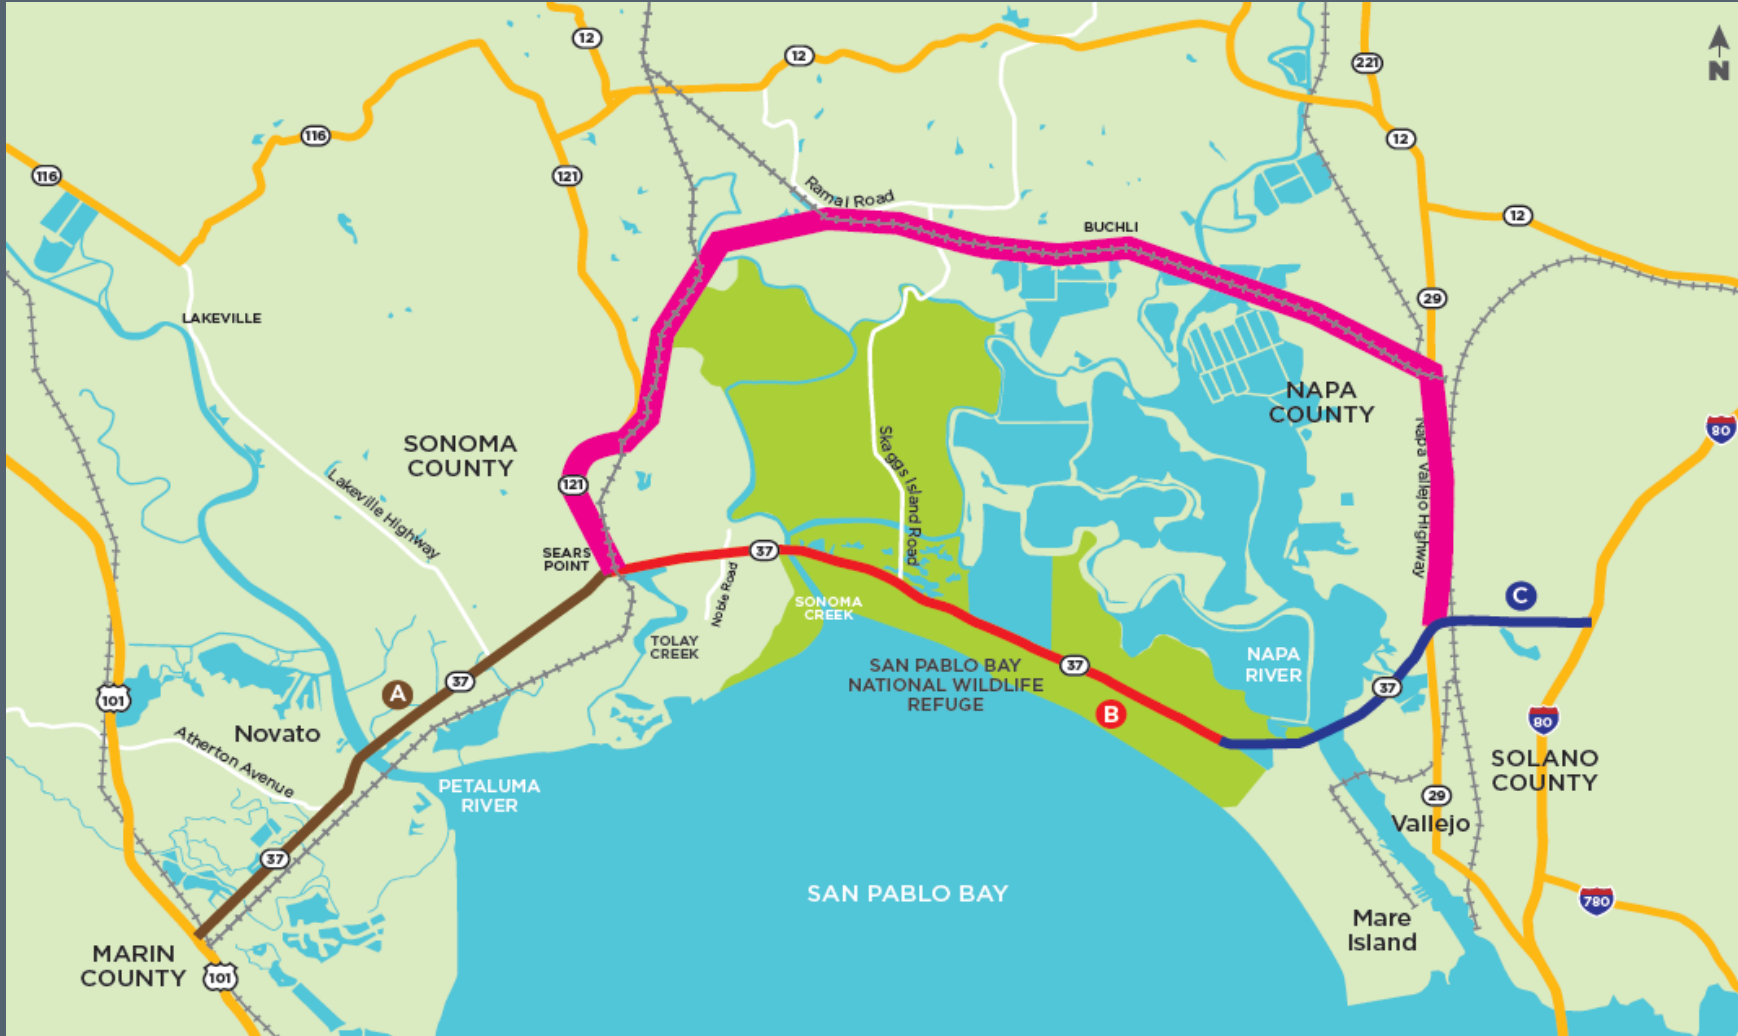 12
12
221
N
116
12
116
121
Ramal Road
12
BUCHLI
29
LAKEVILLE
NAPA
COUNTY
80
SONOMA
COUNTY
Skaggs Island Road
Napa Vallejo Highway
121
Lakeville Highway
SEARS
POINT
37
Noble Road
C
SONOMA
CREEK
TOLAY
CREEK
SAN PABLO BAY
NATIONAL WILDLIFE
REFUGE
37
NAPA
RIVER
37
37
A
101
B
80
Novato
Atherton Avenue
SOLANO
COUNTY
PETALUMA
RIVER
29
Vallejo
37
SAN PABLO BAY
780
Mare
Island
MARIN
COUNTY
101